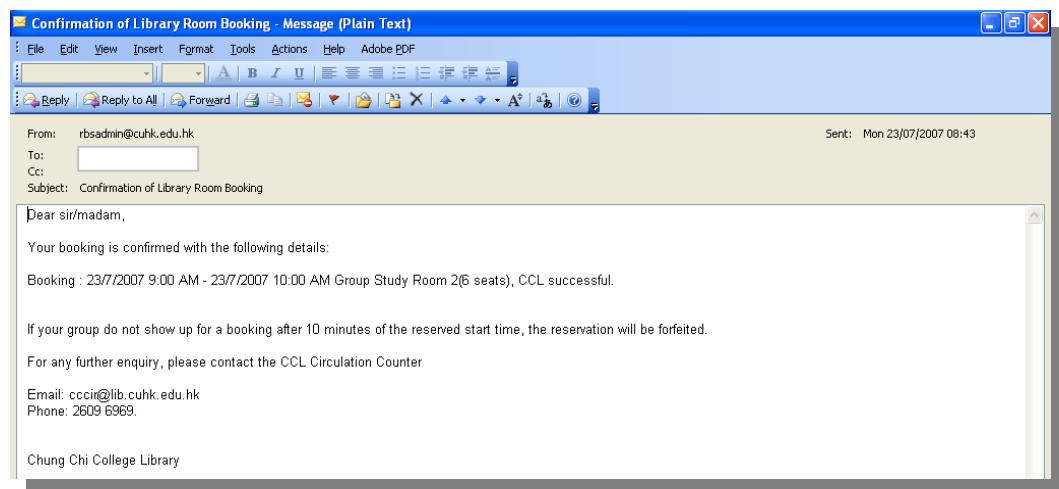 Confirmation of Library Room Booking - Message (Plain Text)
File Edit View Insert Format Tools Actions Help Adobe PDF
A B I U
Reply Reply to All Forward
From: rbsadmin@cuhk.edu.hk Sent: Mon 23/07/2007 08:43
To:
Cc:
Subject: Confirmation of Library Room Booking
Dear sir/madam,
Your booking is confirmed with the following details:
Booking : 23/7/2007 9:00 AM - 23/7/2007 10:00 AM Group Study Room 2(6 seats), CCL successful.
If your group do not show up for a booking after 10 minutes of the reserved start time, the reservation will be forfeited.
For any further enquiry, please contact the CCL Circulation Counter
Email: cccir@lib.cuhk.edu.hk
Phone: 2609 6969.
Chung Chi College Library